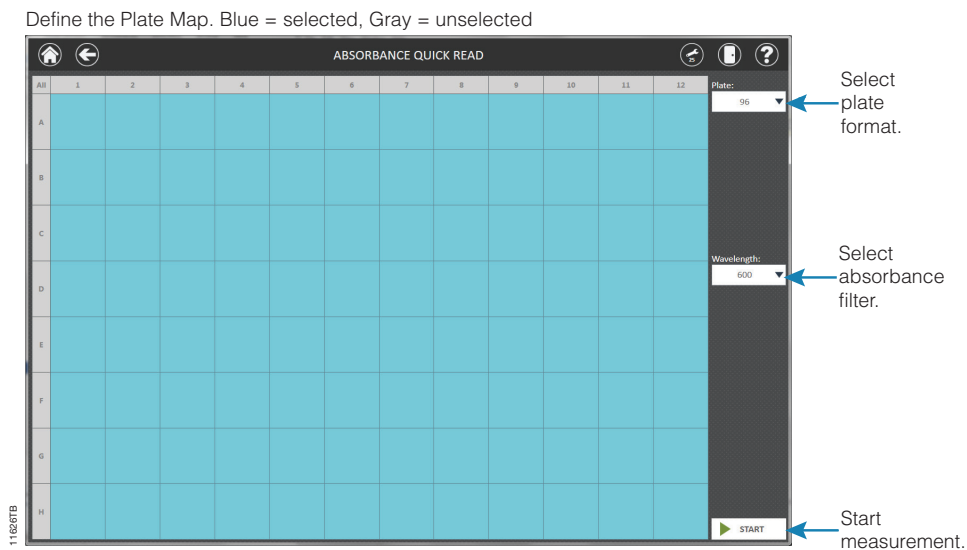 Define the Plate Map. Blue = selected, Gray = unselected
ABSORBANCE QUICK READ
25
?
All 1 2 3 4 5 6 7 8 9 10 11 12
A
B
C
D
E
F
G
H
Plate:
96
Wavelength:
600
START
Select
plate
format.
Select
absorbance
filter.
Start
measurement.
11626TB